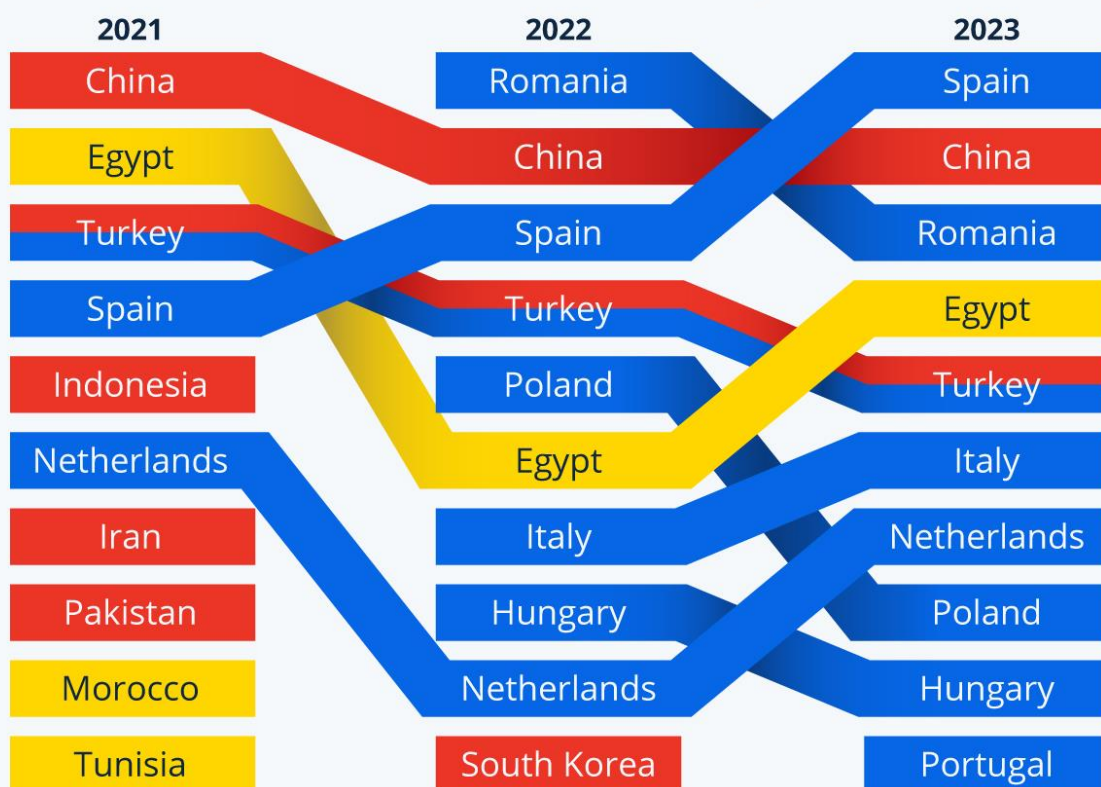 2021
2022
2023
China
Romania
Spain
Egypt
China
China
Turkey
Spain
Romania
Spain
Turkey
Egypt
Indonesia
Poland
Turkey
Netherlands
Egypt
Italy
Iran
Italy
Netherlands
Pakistan
Hungary
Poland
Morocco
Netherlands
Hungary
Tunisia
South Korea
Portugal